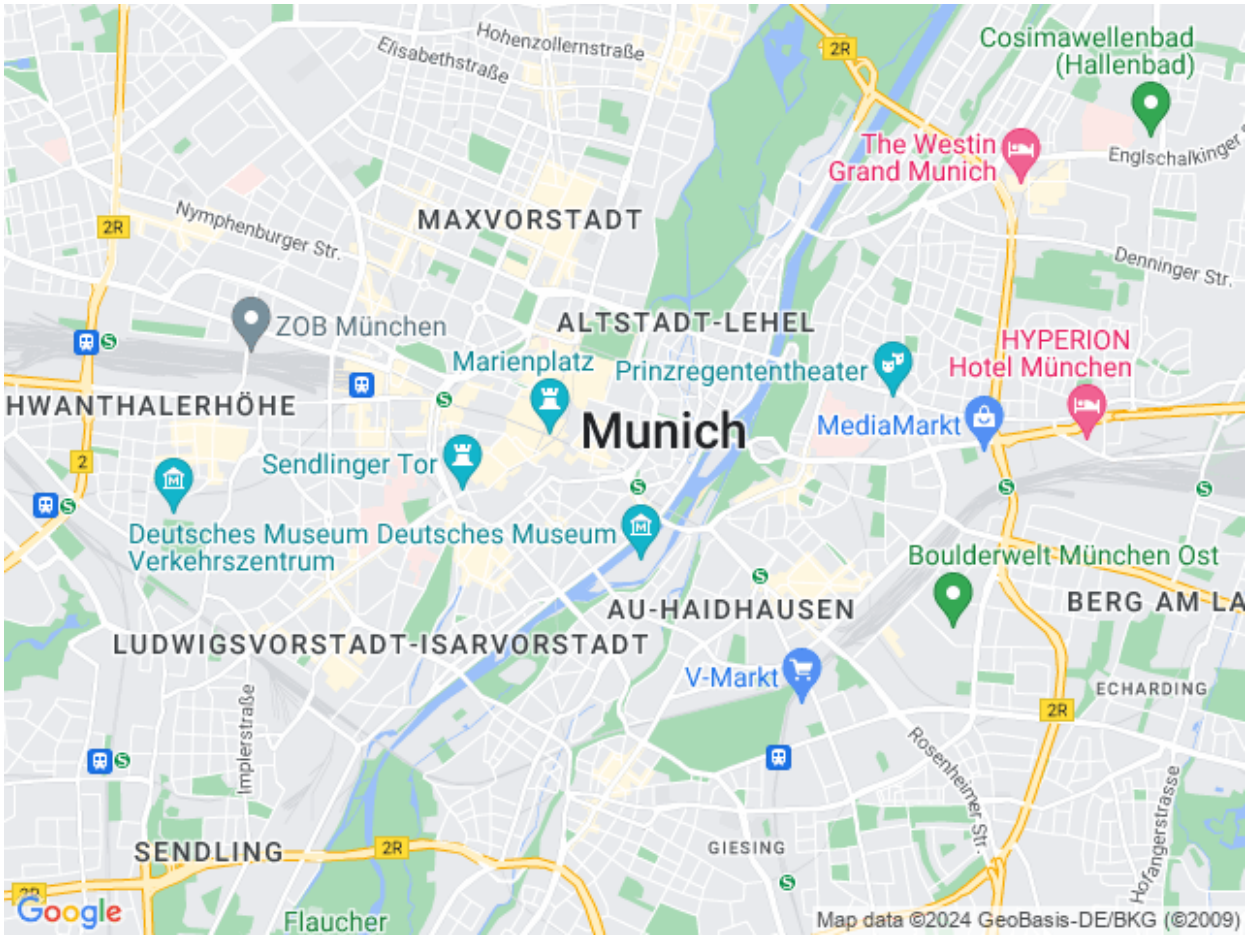 Hohenzollernstraße
Elisabethstraße
2R
Cosimawellenbad
(Hallenbad)
The Westin
Grand Munich
Englschalkinger
Nymphenburger Str.
2R
MAXVORSTADT
Denninger Str.
ZOB München
ALTSTADT-LEHEL
S
Marienplatz
Prinzregententheater
HYPERION
Hotel München
HWANTHALERHÖHE
S
Munich
MediaMarkt
2
Sendlinger Tor
S
S
S
S
Deutsches Museum
Verkehrszentrum
Deutsches Museum
Boulderwelt München Ost
S
AU-HAIDHAUSEN
BERG AM LA
LUDWIGSVORSTADT-ISARVORSTADT
V-Markt
ECHARDING
2R
Implerstraße
S
Rosenheimer Str.
Hofangerstrasse
SENDLING
2R
GIESING
S
2R
Google
Flaucher
Map data ©2024 GeoBasis-DE/BKG (©2009)